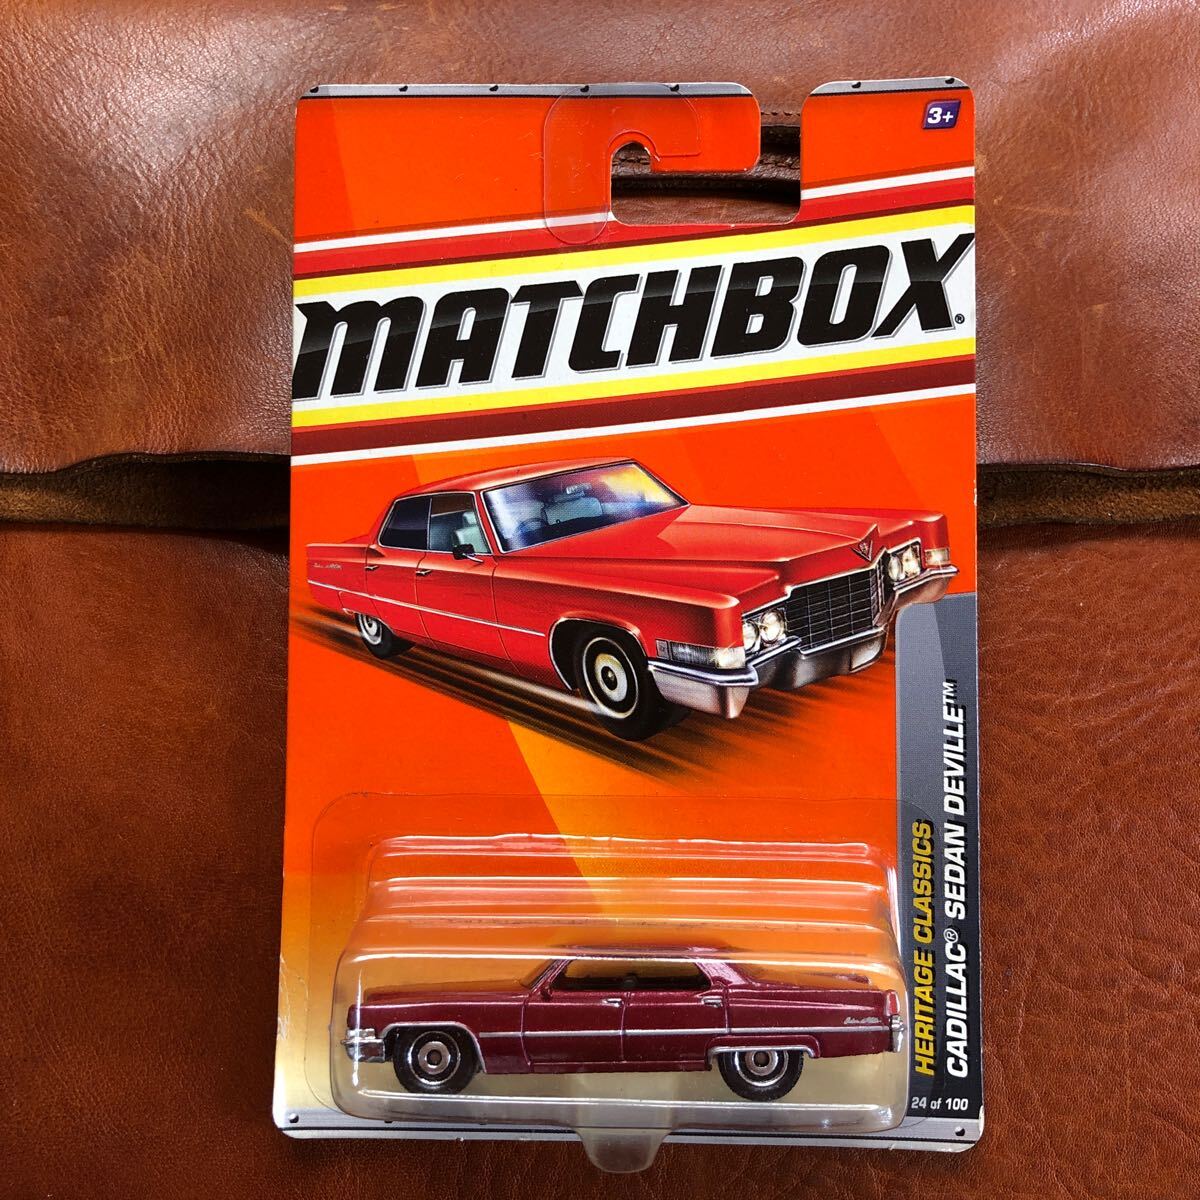 3+
MATCHBOX®
HERITAGE CLASSICS
CADILLAC® SEDAN DEVILLE™
24 of 100